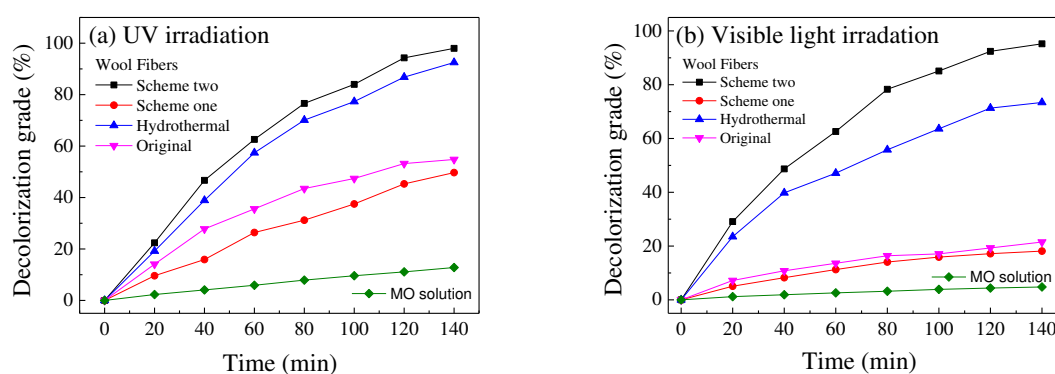 (a) UV irradiation
Wool Fibers
Scheme two
Scheme one
Hydrothermal
Original
MO solution
Decolorization grade (%)
100
80
60
40
20
0
0 20 40 60 80 100 120 140
Time (min)
(b) Visible light irradation
Wool Fibers
Scheme two
Scheme one
Hydrothermal
Original
MO solution
Decolorization grade (%)
100
80
60
40
20
0
0 20 40 60 80 100 120 140
Time (min)